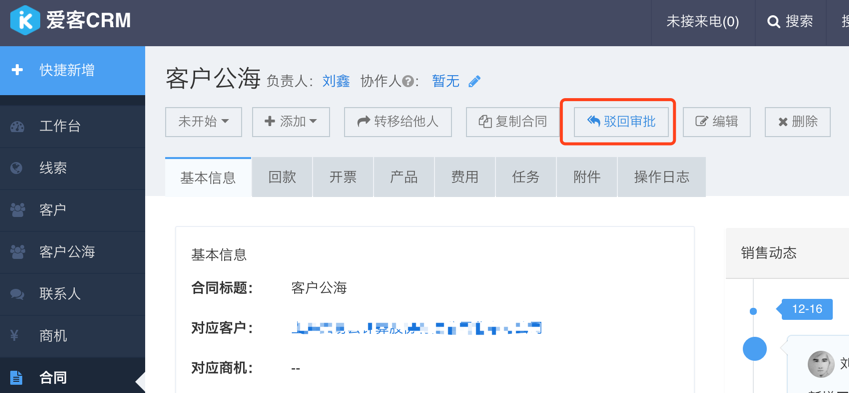 爱客CRM
未接来电(0)
搜索
快捷新增
工作台
线索
客户
客户公海
联系人
商机
合同
客户公海 负责人： 刘鑫 协作人?： 暂无
未开始 添加 转移给他人 复制合同 驳回审批 编辑 删除
基本信息 回款 开票 产品 费用 任务 附件 操作日志
基本信息
合同标题： 客户公海
对应客户：
对应商机： --
销售动态
12-16